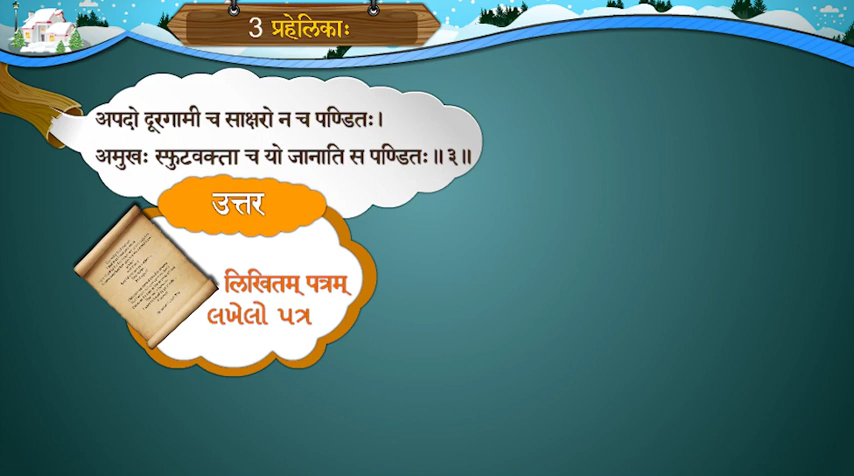 3 प्रहेलिकाः
अपदो दूरगामी च साक्षरो न च पण्डितः।
अमुखः स्फुटवक्ता च यो जानाति स पण्डितः॥३॥
उत्तर
लिखितम् पत्रम्
લખેલો પત્ર